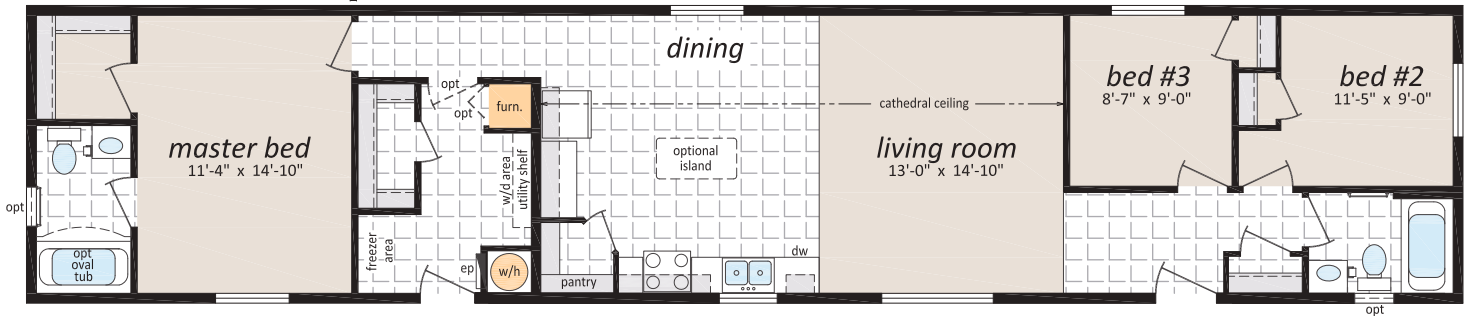 opt
opt
oval
tub
master bed
11'-4" x 14'-10"
opt
opt
furn.
w/d area
utility shelf
freezer
area
ep
w/h
pantry
dining
cathedral ceiling
optional
island
dw
living room
13'-0" x 14'-10"
bed #3
8'-7" x 9'-0"
bed #2
11'-5" x 9'-0"
opt